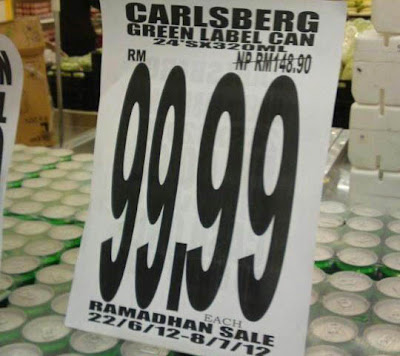 CARLSBERG
GREEN LABEL CAN
24'SX320ML
RM NP RM148.90
99.99
EACH
RAMADHAN SALE
22/6/12-8/7/12